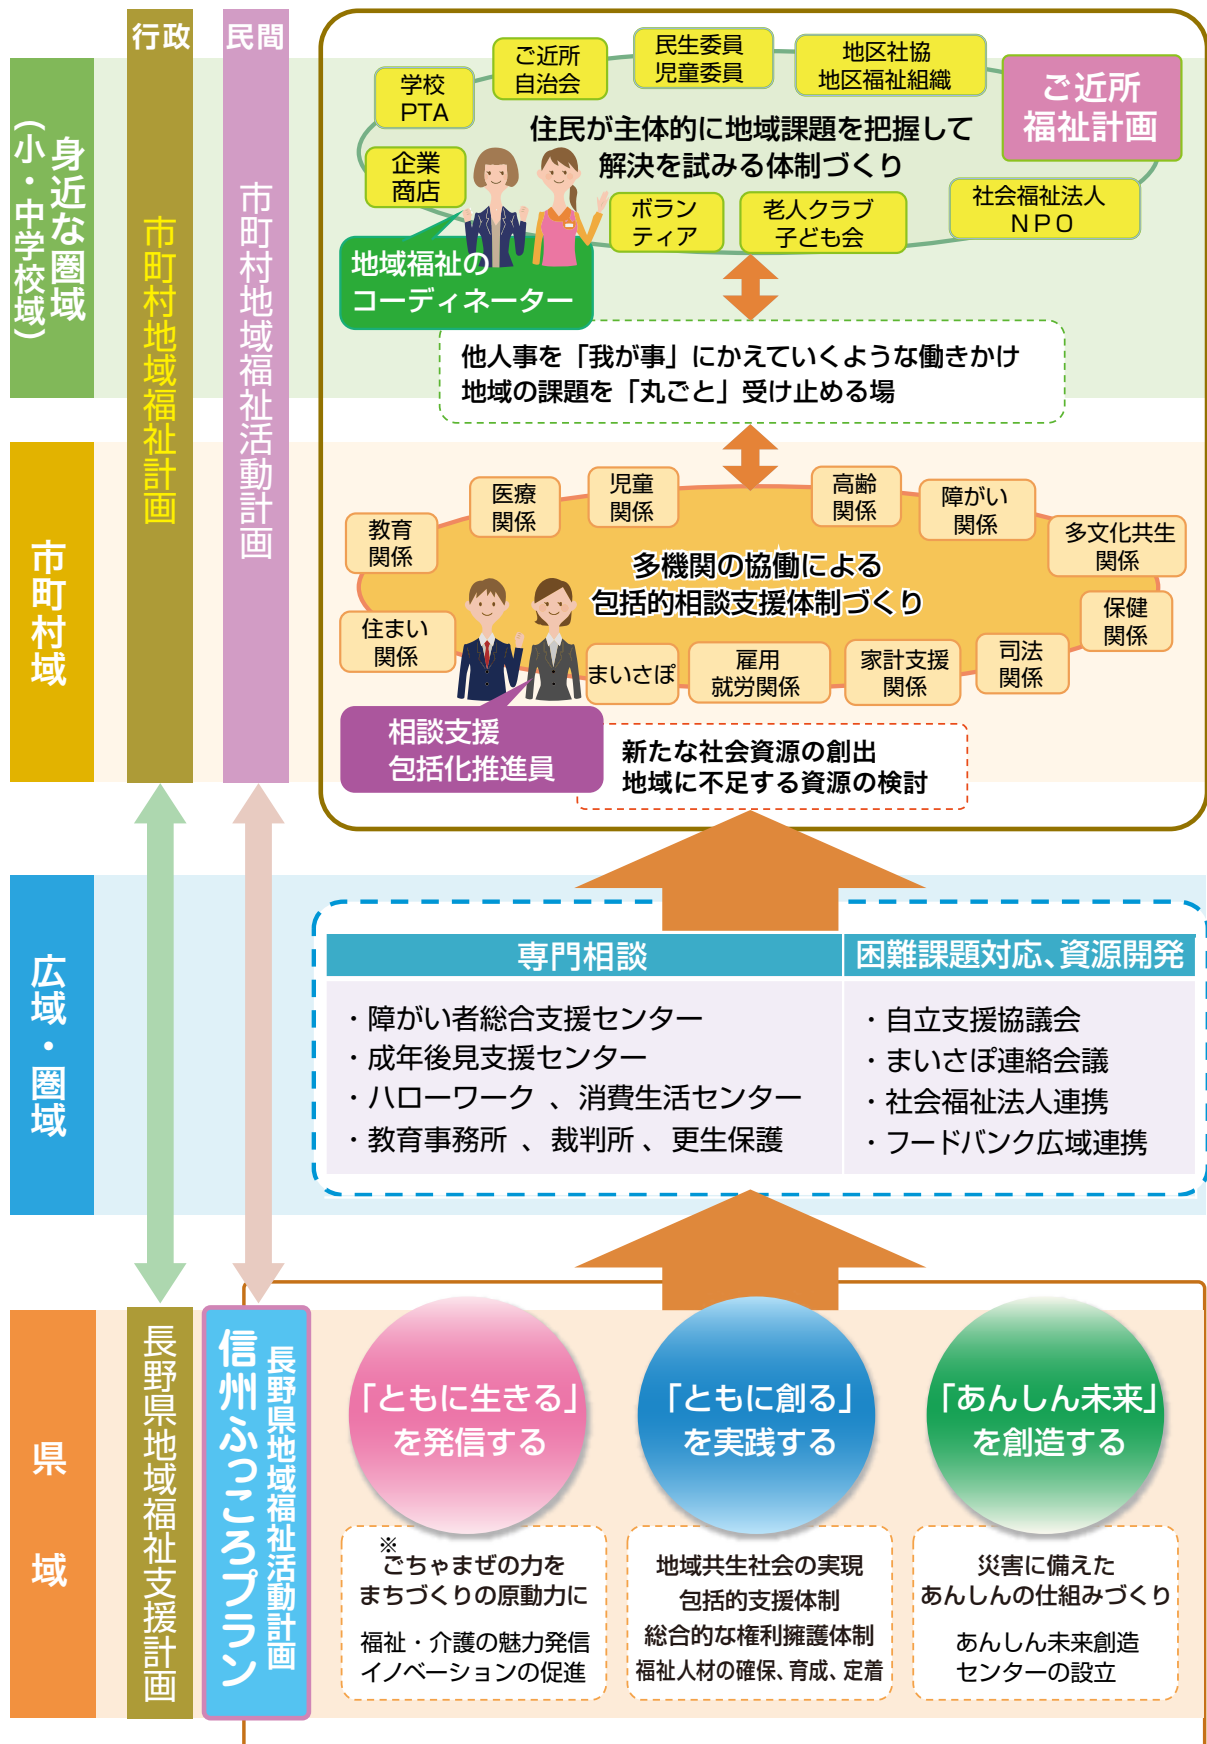 行政
民間
身近な圏域
(小・中学校域)
市町村地域福祉計画
市町村地域福祉活動計画
ご近所
自治会
民生委員
児童委員
地区社協
地区福祉組織
学校
PTA
ご近所
福祉計画
住民が主体的に地域課題を把握して
解決を試みる体制づくり
企業
商店
ボラン
ティア
老人クラブ
子ども会
社会福祉法人
NPO
地域福祉の
コーディネーター
他人事を「我が事」にかえていくような働きかけ
地域の課題を「丸ごと」受け止める場
市町村域
教育
関係
医療
関係
児童
関係
高齢
関係
障がい
関係
多文化共生
関係
多機関の協働による
包括的相談支援体制づくり
住まい
関係
まいさぽ
雇用
就労関係
家計支援
関係
司法
関係
保健
関係
相談支援
包括化推進員
新たな社会資源の創出
地域に不足する資源の検討
広域・圏域
専門相談
・障がい者総合支援センター
・成年後見支援センター
・ハローワーク 、消費生活センター
・教育事務所 、裁判所 、更生保護
困難課題対応、資源開発
・自立支援協議会
・まいさぽ連絡会議
・社会福祉法人連携
・フードバンク広域連携
県域
長野県地域福祉支援計画
長野県地域福祉活動計画
信州ふっころプラン
「ともに生きる」
を発信する
※
ごちゃまぜの力を
まちづくりの原動力に
福祉・介護の魅力発信
イノベーションの促進
「ともに創る」
を実践する
地域共生社会の実現
包括的支援体制
総合的な権利擁護体制
福祉人材の確保、育成、定着
「あんしん未来」
を創造する
災害に備えた
あんしんの仕組みづくり
あんしん未来創造
センターの設立